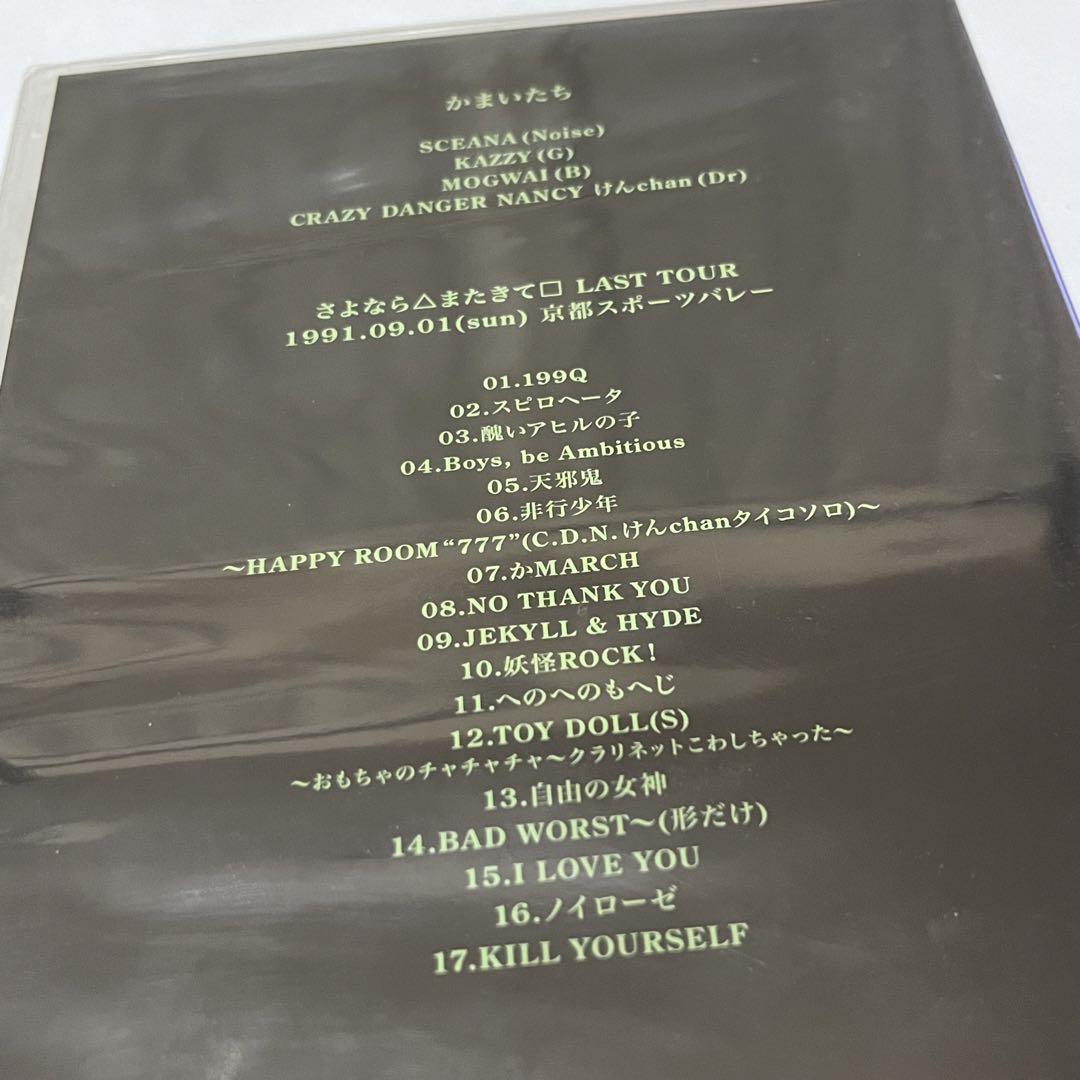 かまいたち
SCEANA(Noise)
KAZZY(G)
MOGWAI(B)
CRAZY DANGER NANCY けんchan(Dr)
さよなら△またきて□ LAST TOUR
1991.09.01(sun) 京都スポーツバレー
01.199Q
02.スピロヘータ
03.醜いアヒルの子
04.Boys, be Ambitious
05.天邪鬼
06.非行少年
～HAPPY ROOM“777”(C.D.N.けんchanタイコソロ)～
07.かMARCH
08.NO THANK YOU
09.JEKYLL & HYDE
10.妖怪ROCK!
11.へのへのもへじ
12.TOY DOLL(S)
～おもちゃのチャチャチャ～クラリネットこわしちゃった～
13.自由の女神
14.BAD WORST～(形だけ)
15.I LOVE YOU
16.ノイローゼ
17.KILL YOURSELF